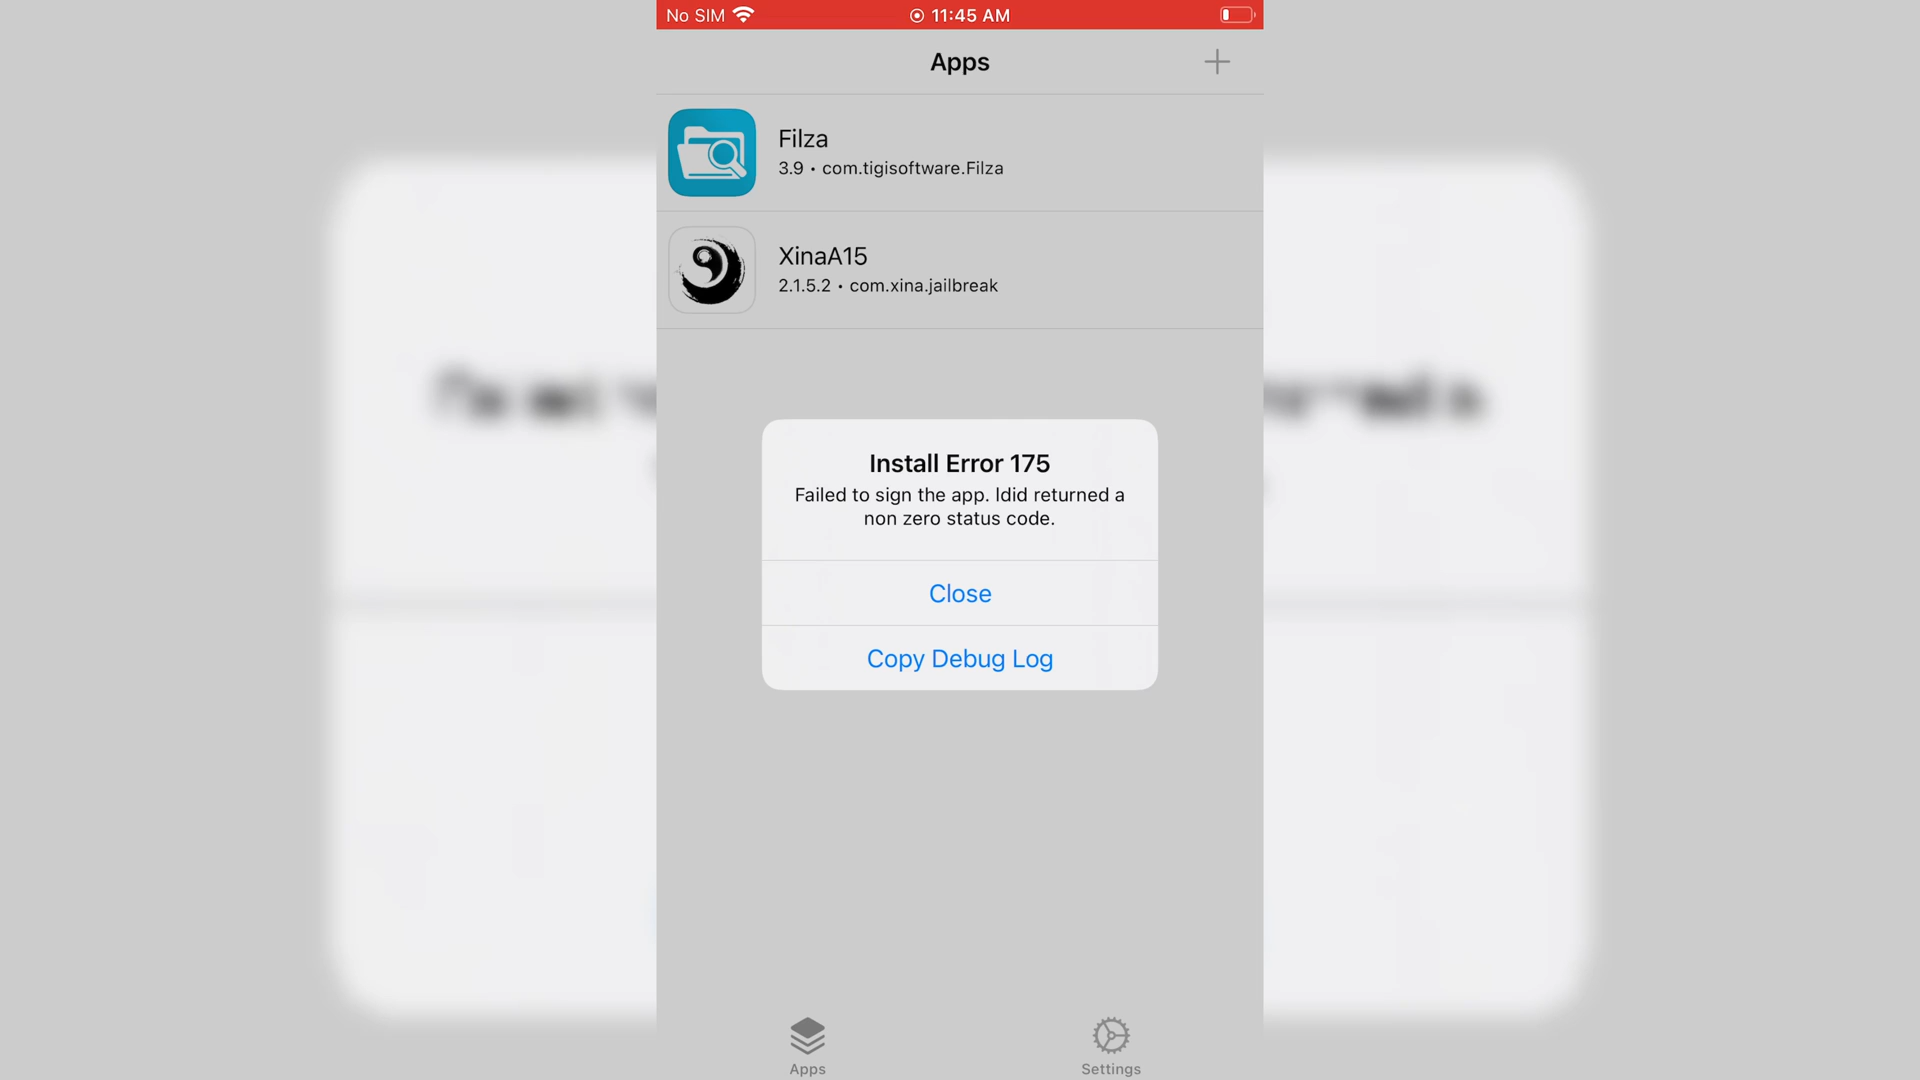 No SIM 11:45 AM
Apps
Filza
3.9 • com.tigisoftware.Filza
XinaA15
2.1.5.2 • com.xina.jailbreak
Install Error 175
Failed to sign the app. ldid returned a
non zero status code.
Close
Copy Debug Log
Apps
Settings